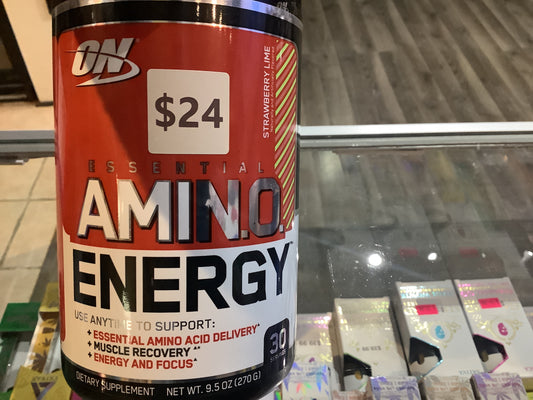 ON
$24
STRAWBERRY LIME
ESSENTIAL
AMIN.O.
ENERGY
USE ANYTIME TO SUPPORT:
+ ESSENTIAL AMINO ACID DELIVERY*
+ MUSCLE RECOVERY *^
+ ENERGY AND FOCUS*
30
DIETARY SUPPLEMENT NET WT. 9.5 OZ (270 G)